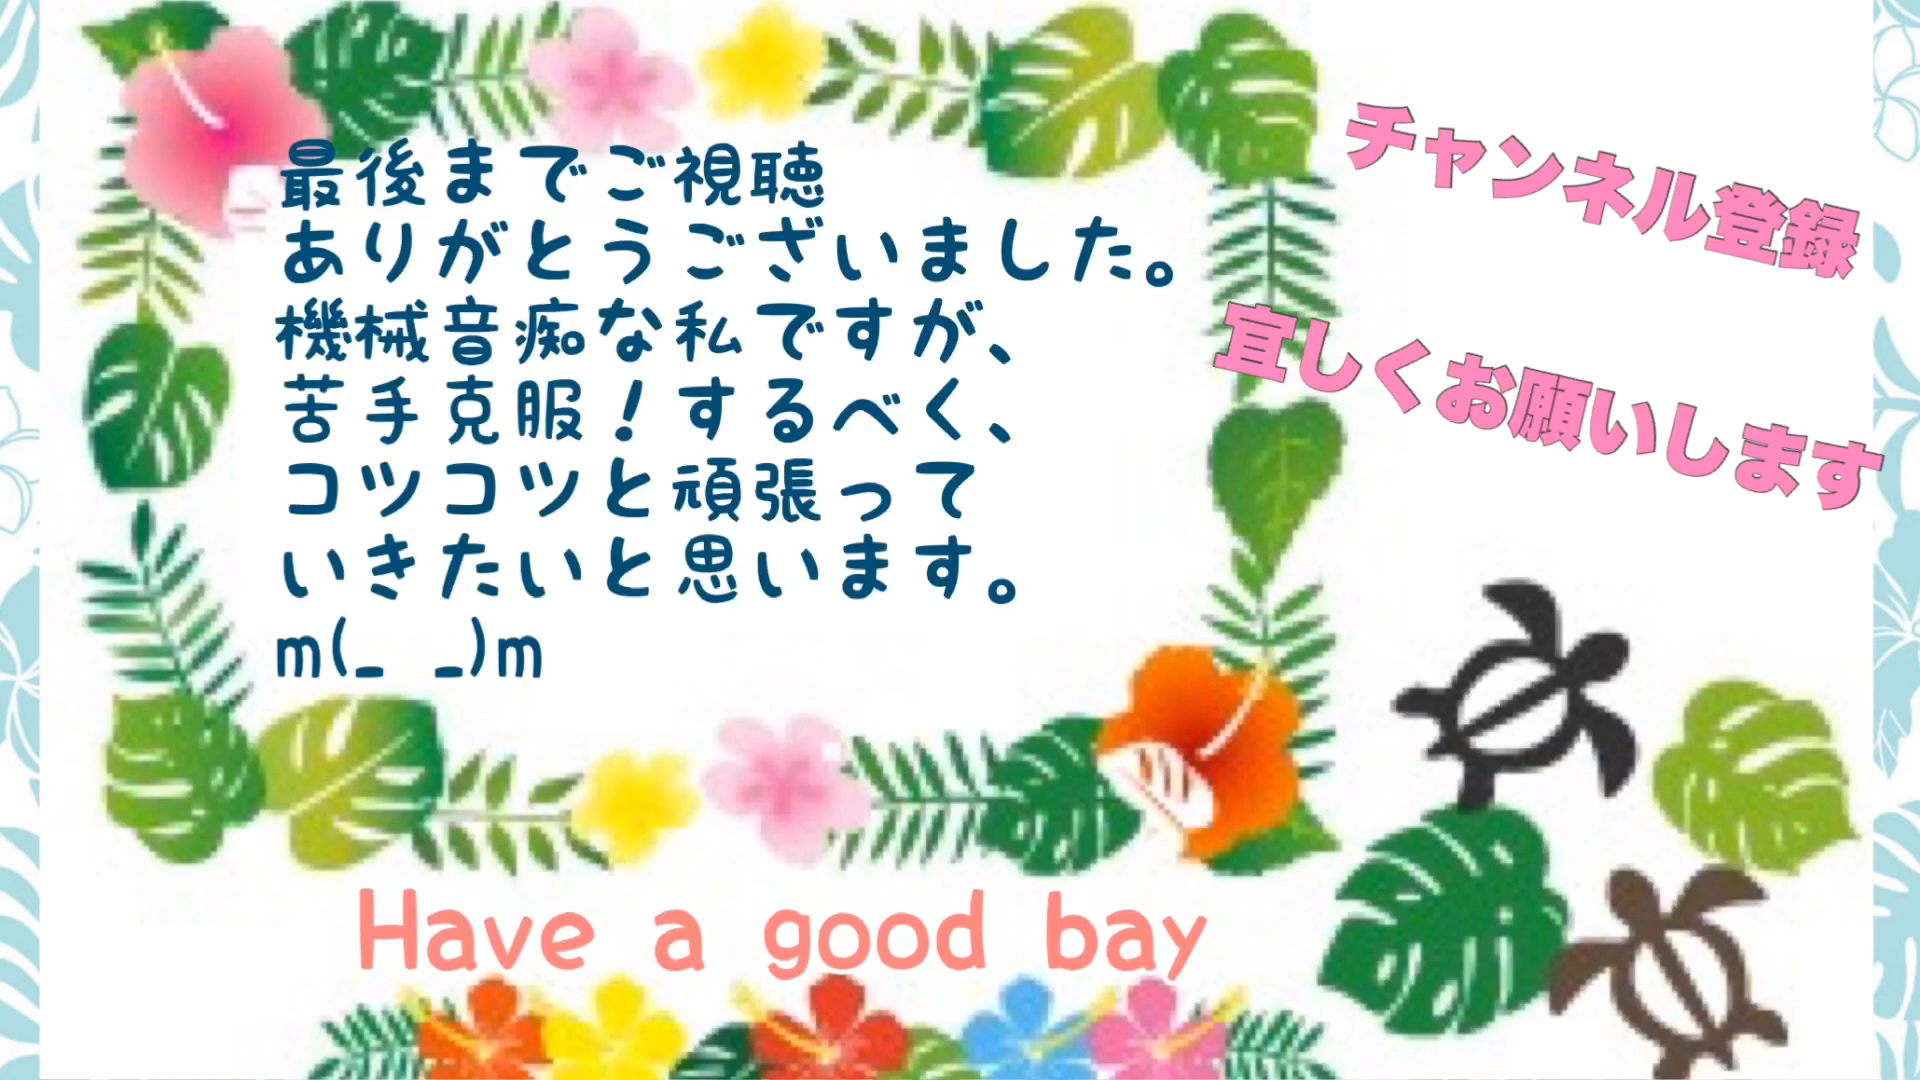 最後までご視聴
ありがとうございました。
機械音痴な私ですが、
苦手克服！するべく、
コツコツと頑張って
いきたいと思います。
m(_ _)m
チャンネル登録
宜しくお願いします
Have a good bay